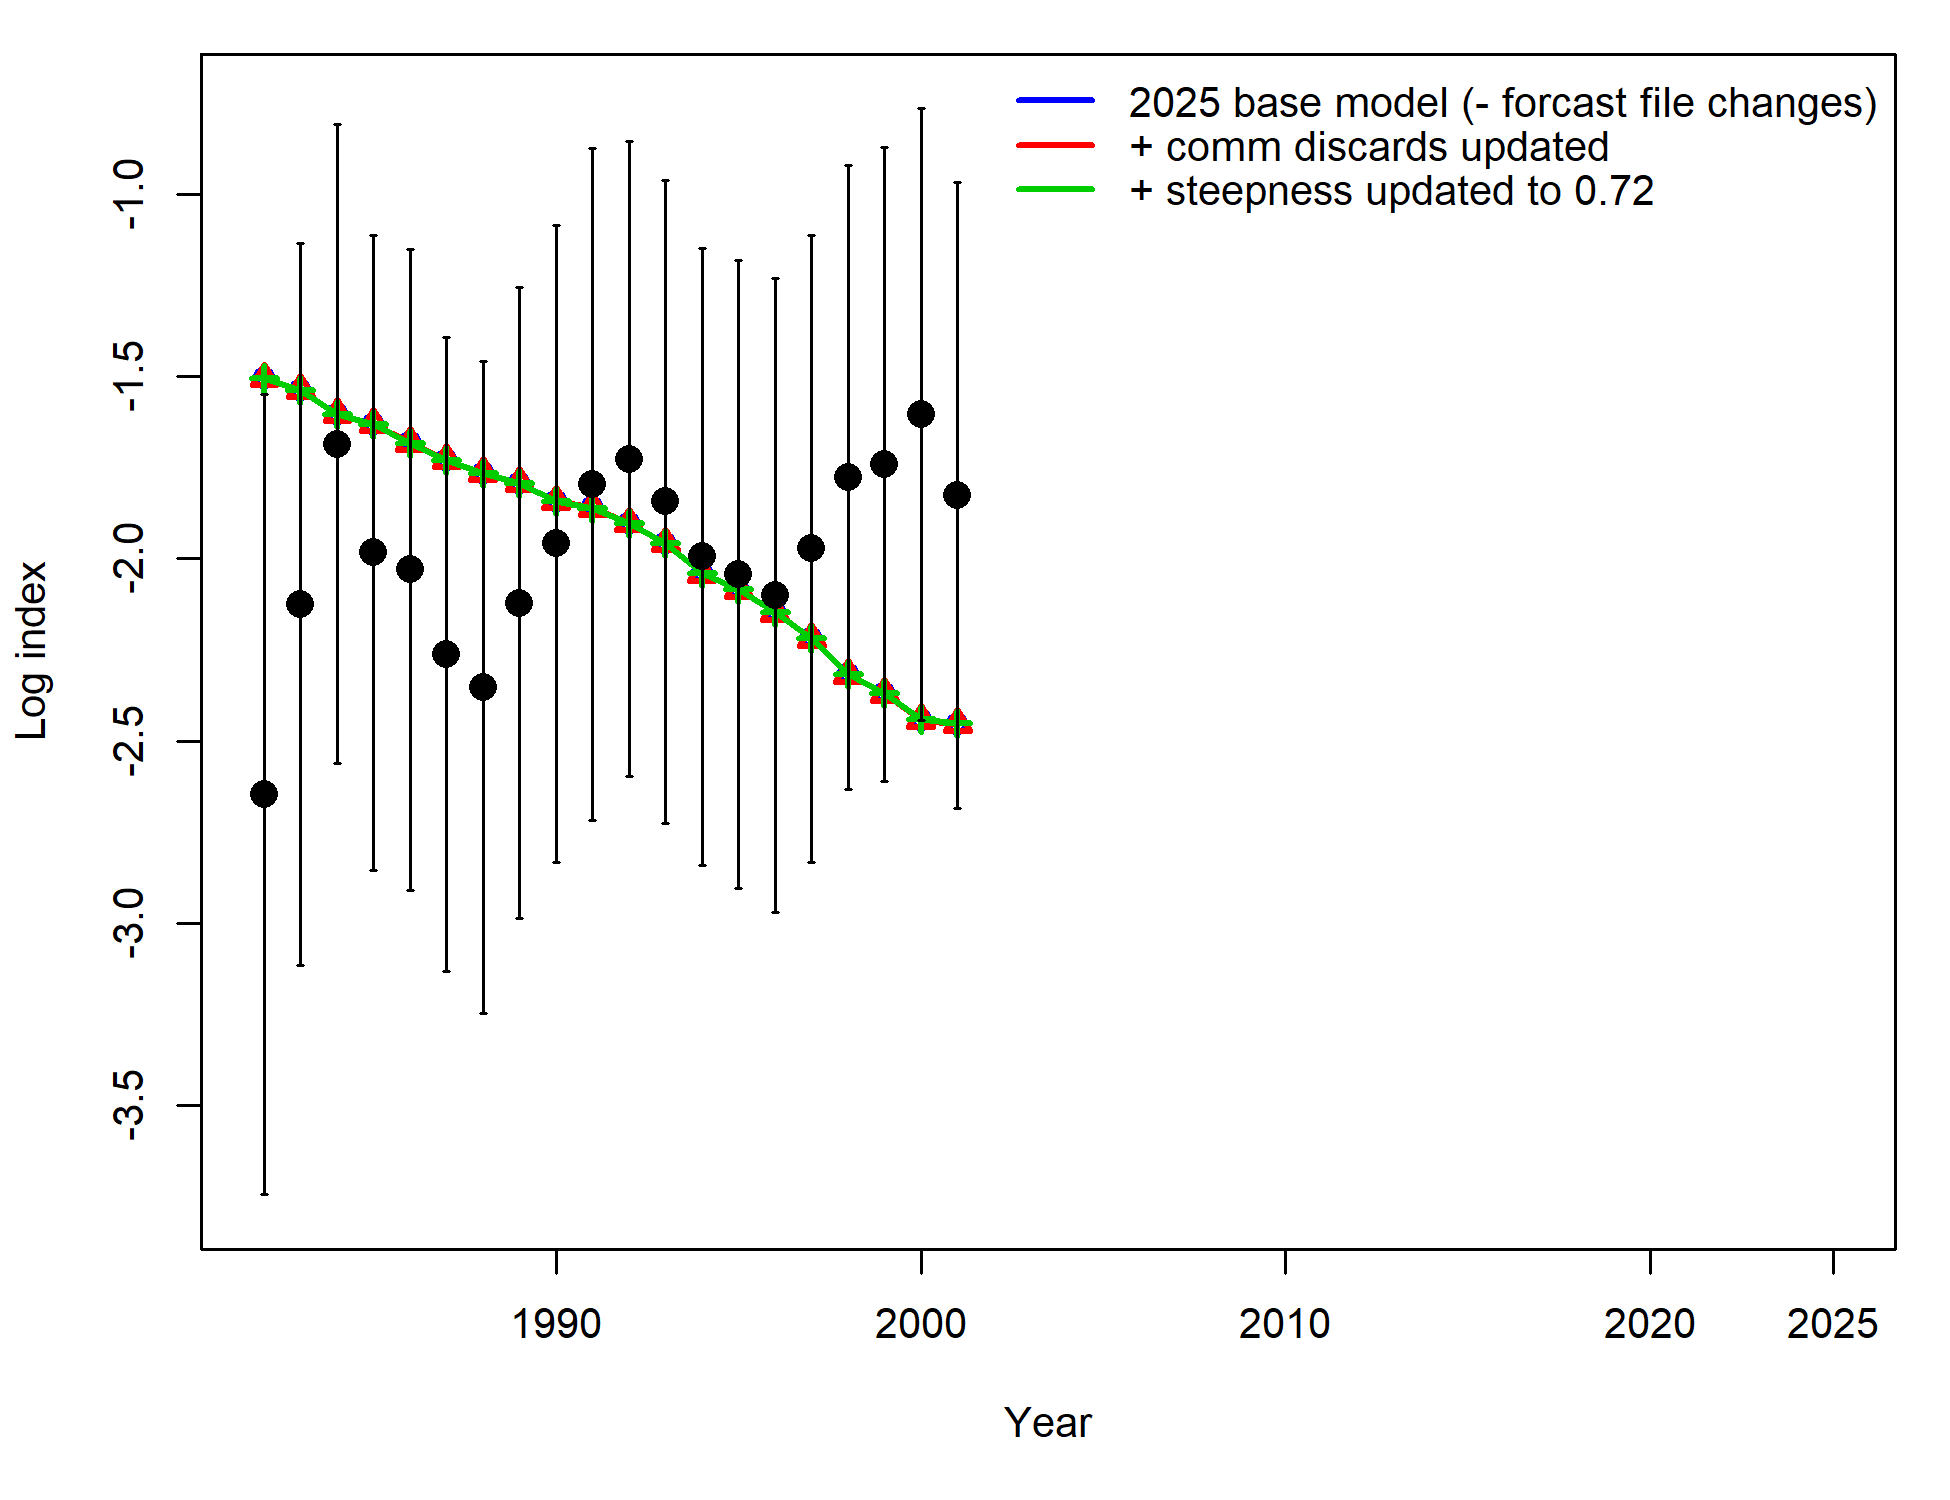 2025 base model (- forcast file changes)
+ comm discards updated
+ steepness updated to 0.72
Log index
-1.0
-1.5
-2.0
-2.5
-3.0
-3.5
1990
2000
2010
2020
2025
Year